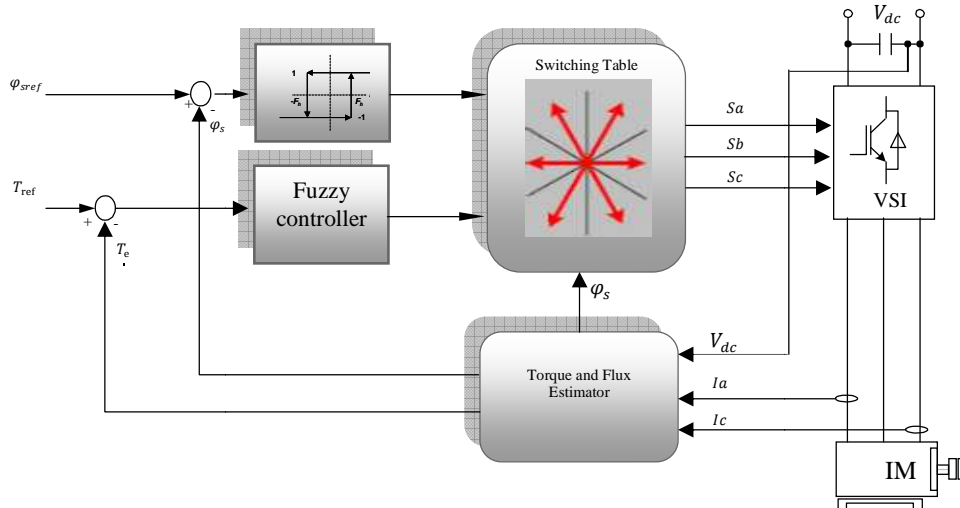 V_dc
φ_sref
+
-
φ_s
1
-F_h
F_h
-1
Switching Table
Sa
Sb
Sc
VSI
T_ref
+
-
T_e
Fuzzy
controller
φ_s
Torque and Flux
Estimator
V_dc
Ia
Ic
IM